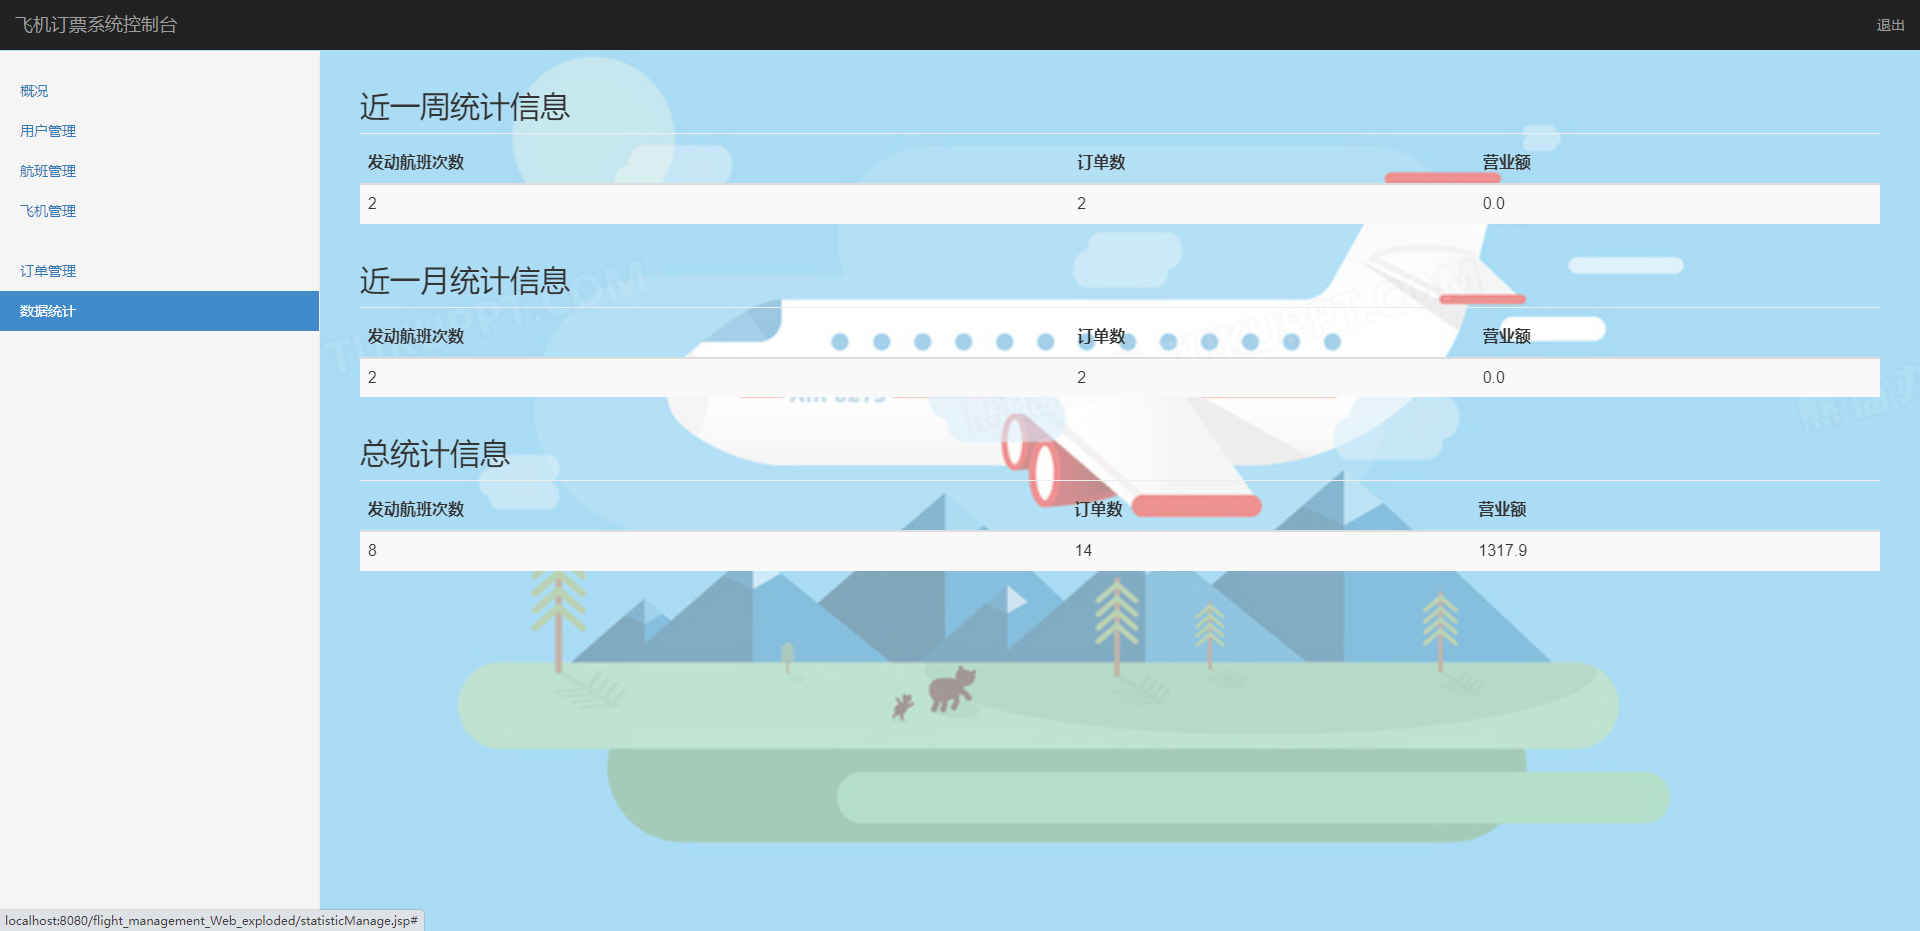 飞机订票系统控制台
退出
概况
用户管理
航班管理
飞机管理
订单管理
数据统计
近一周统计信息
发动航班次数 订单数 营业额
2 2 0.0
近一月统计信息
发动航班次数 订单数 营业额
2 2 0.0
总统计信息
发动航班次数 订单数 营业额
8 14 1317.9
localhost:8080/flight_management_Web_exploded/statisticManage.jsp#